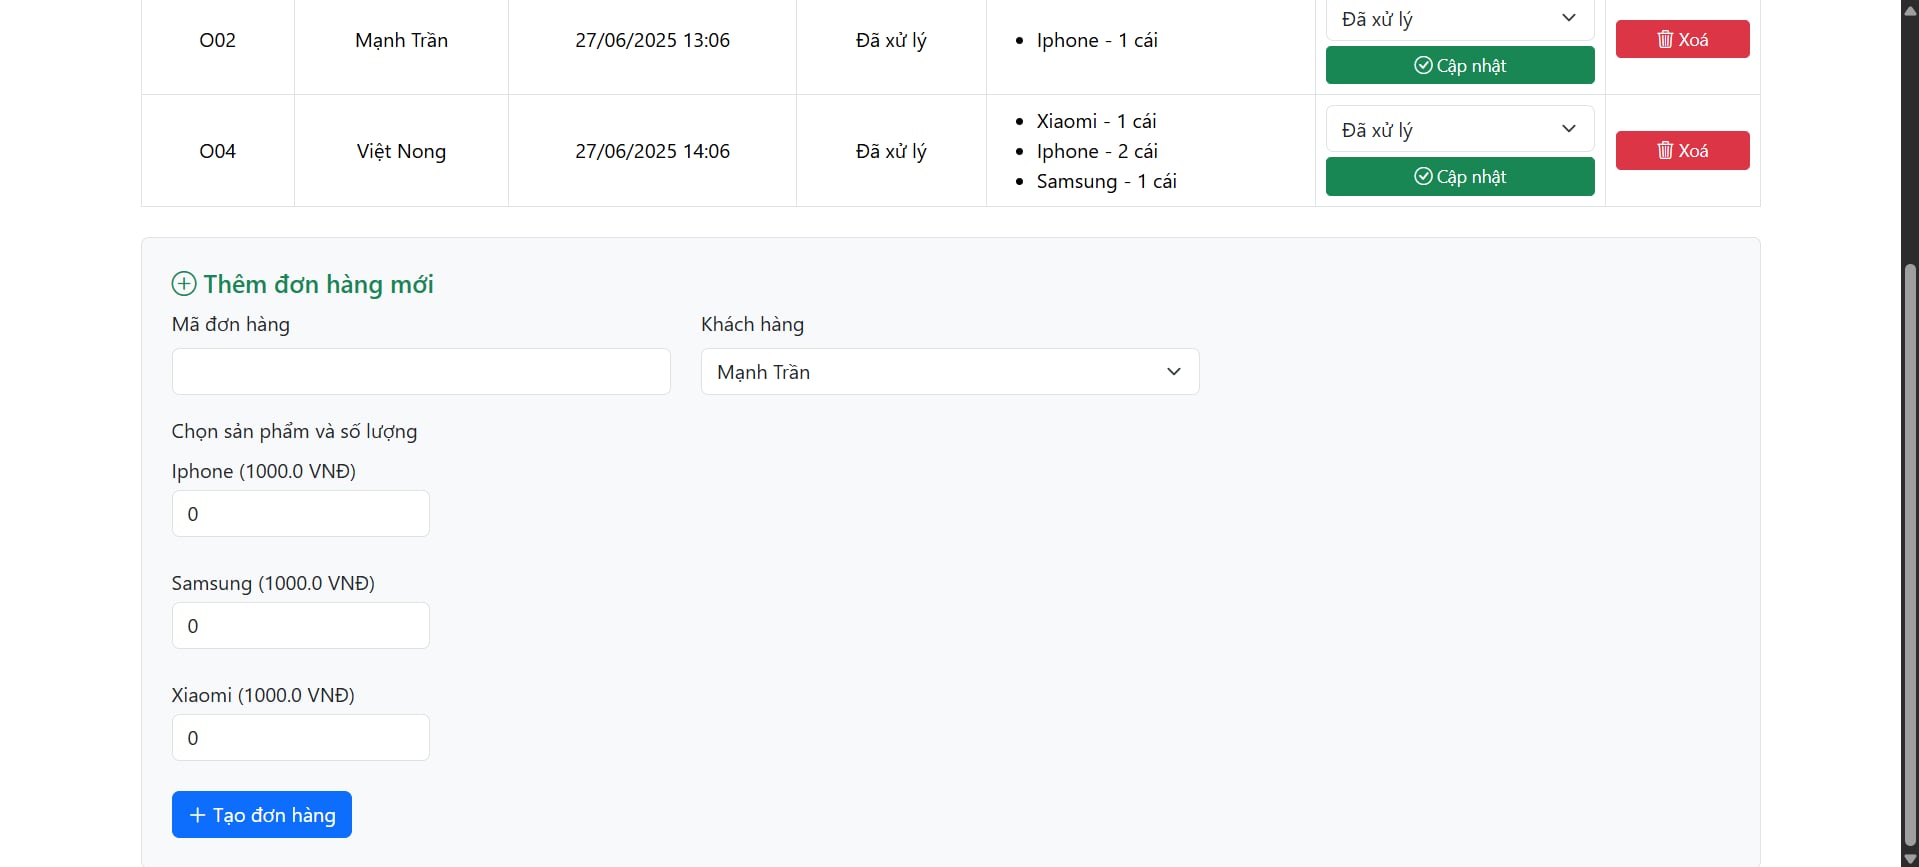 O02 Mạnh Trần 27/06/2025 13:06 Đã xử lý Iphone - 1 cái Đã xử lý Xoá
Cập nhật
O04 Việt Nong 27/06/2025 14:06 Đã xử lý
Xiaomi - 1 cái
Iphone - 2 cái
Samsung - 1 cái
Đã xử lý
Cập nhật
Xoá
Thêm đơn hàng mới
Mã đơn hàng
Khách hàng
Mạnh Trần
Chọn sản phẩm và số lượng
Iphone (1000.0 VNĐ)
0
Samsung (1000.0 VNĐ)
0
Xiaomi (1000.0 VNĐ)
0
Tạo đơn hàng